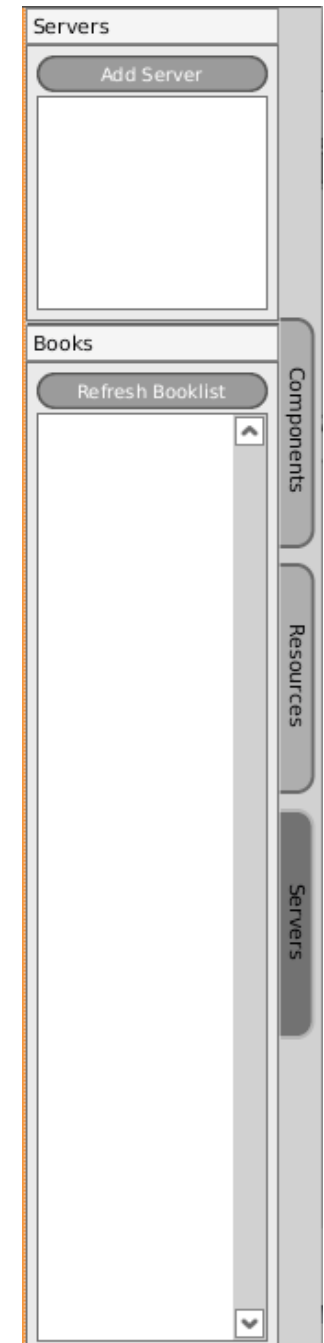 Servers
Add Server
Books
Refresh Booklist
Components
Resources
Servers